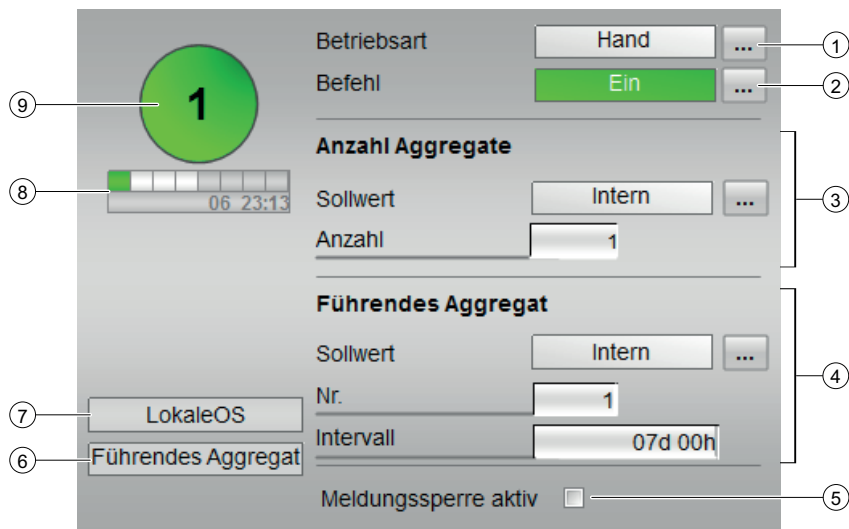 Betriebsart Hand ... 1
Befehl Ein ... 2
9 1
Anzahl Aggregate
8 06 23:13
Sollwert Intern ... 3
Anzahl 1
Führendes Aggregat
Sollwert Intern ... 4
Nr. 1
7 LokaleOS
Intervall 07d 00h
6 Führendes Aggregat
Meldungssperre aktiv 5